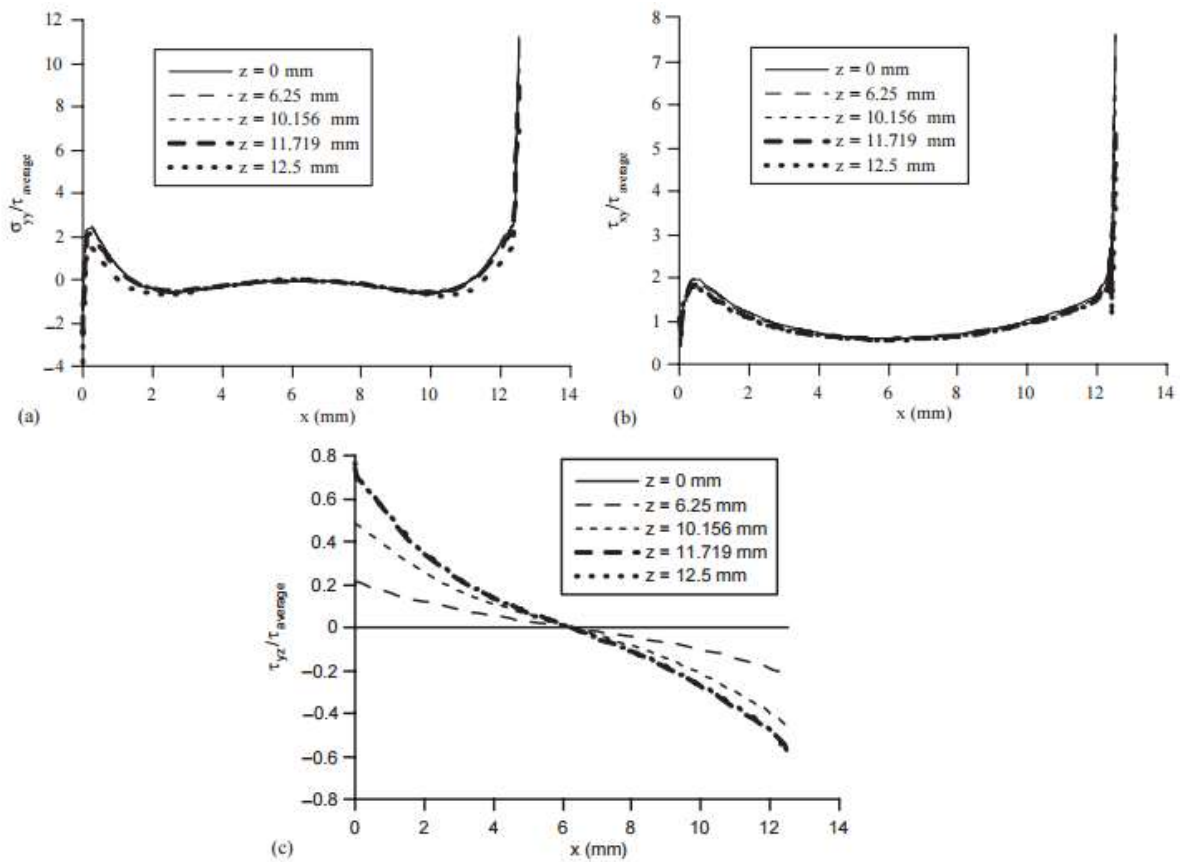 12
10
8
6
4
2
0
−2
−4
σyy/τ average
z = 0 mm
z = 6.25 mm
z = 10.156 mm
z = 11.719 mm
z = 12.5 mm
0 2 4 6 8 10 12 14
x (mm)
(a)
8
7
6
5
4
3
2
1
0
τxy/τ average
z = 0 mm
z = 6.25 mm
z = 10.156 mm
z = 11.719 mm
z = 12.5 mm
0 2 4 6 8 10 12 14
x (mm)
(b)
0.8
0.6
0.4
0.2
0
−0.2
−0.4
−0.6
−0.8
τyz/τaverage
z = 0 mm
z = 6.25 mm
z = 10.156 mm
z = 11.719 mm
z = 12.5 mm
0 2 4 6 8 10 12 14
x (mm)
(c)